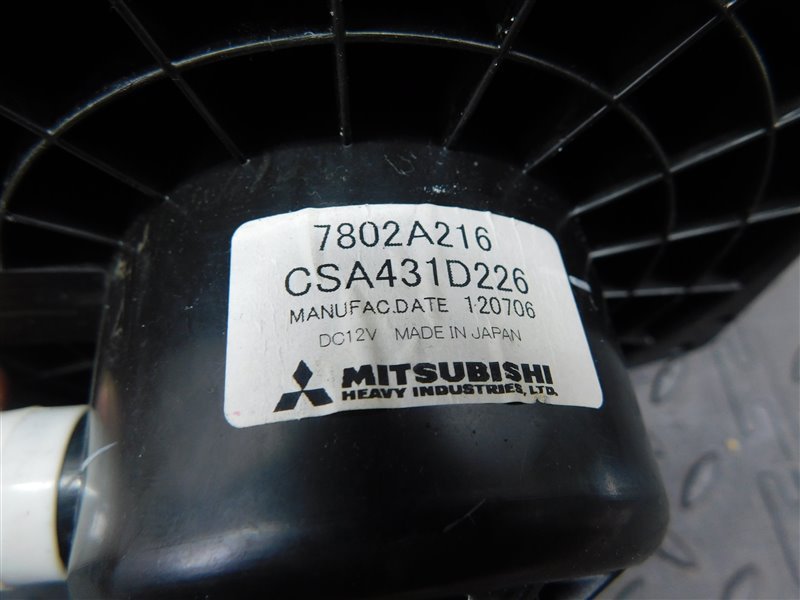 7802A216
CSA431D226
MANUFAC.DATE 120706
DC12V MADE IN JAPAN
MITSUBISHI
HEAVY INDUSTRIES, LTD.